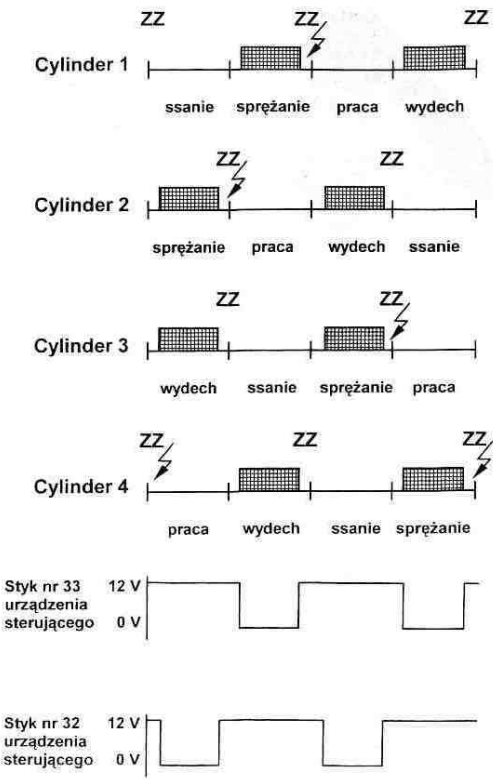 ZZ ZZ ZZ
Cylinder 1
ssanie sprężanie praca wydech
ZZ ZZ
Cylinder 2
sprężanie praca wydech ssanie
ZZ ZZ
Cylinder 3
wydech ssanie sprężanie praca
ZZ ZZ ZZ
Cylinder 4
praca wydech ssanie sprężanie
Styk nr 33 12 V
urządzenia
sterującego 0 V
Styk nr 32 12 V
urządzenia
sterującego 0 V